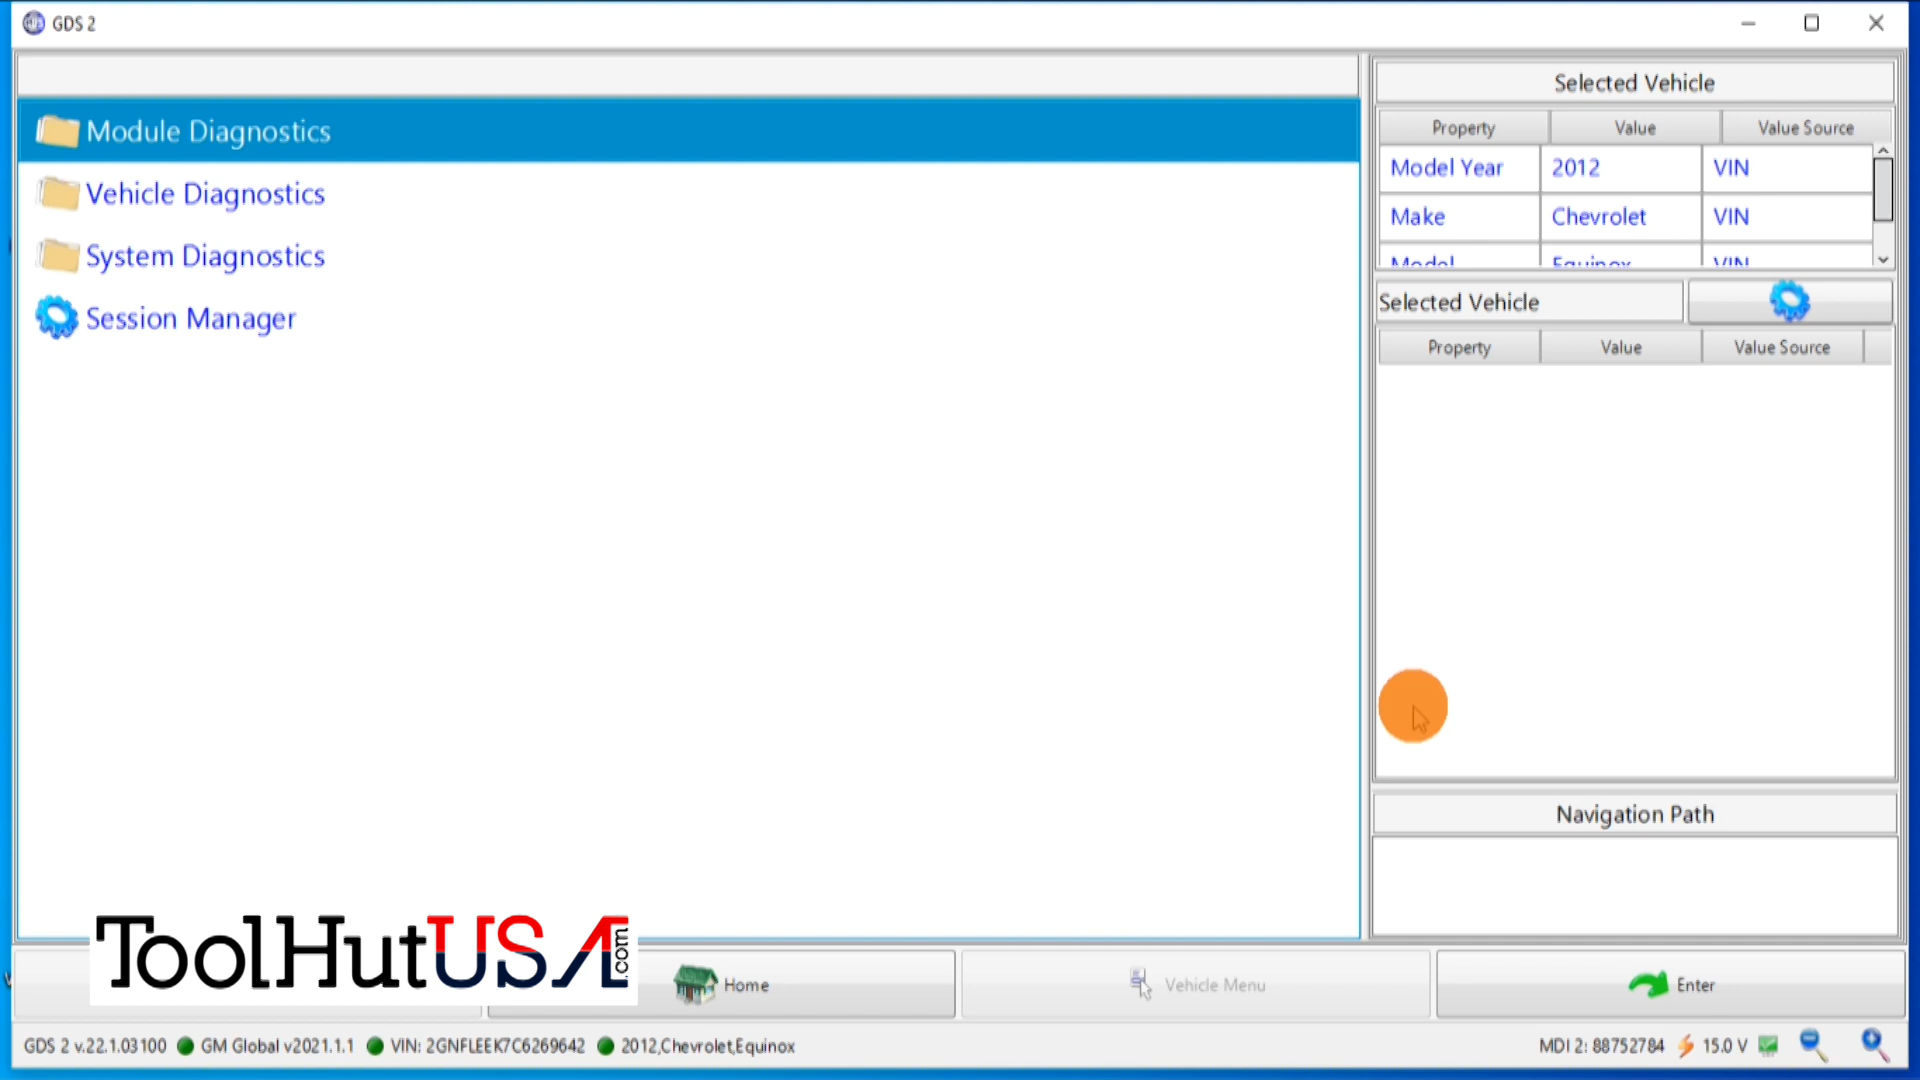 GDS 2
Module Diagnostics
Vehicle Diagnostics
System Diagnostics
Session Manager
Selected Vehicle
Property Value Value Source
Model Year 2012 VIN
Make Chevrolet VIN
Model Equinox VIN
Selected Vehicle
Property Value Value Source
Navigation Path
ToolHutUSA.com
Home
Vehicle Menu
Enter
GDS 2 v.22.1.03100 GM Global v2021.1.1 VIN: 2GNFLEEK7C6269642 2012,Chevrolet,Equinox
MDI 2: 88752784 15.0 V